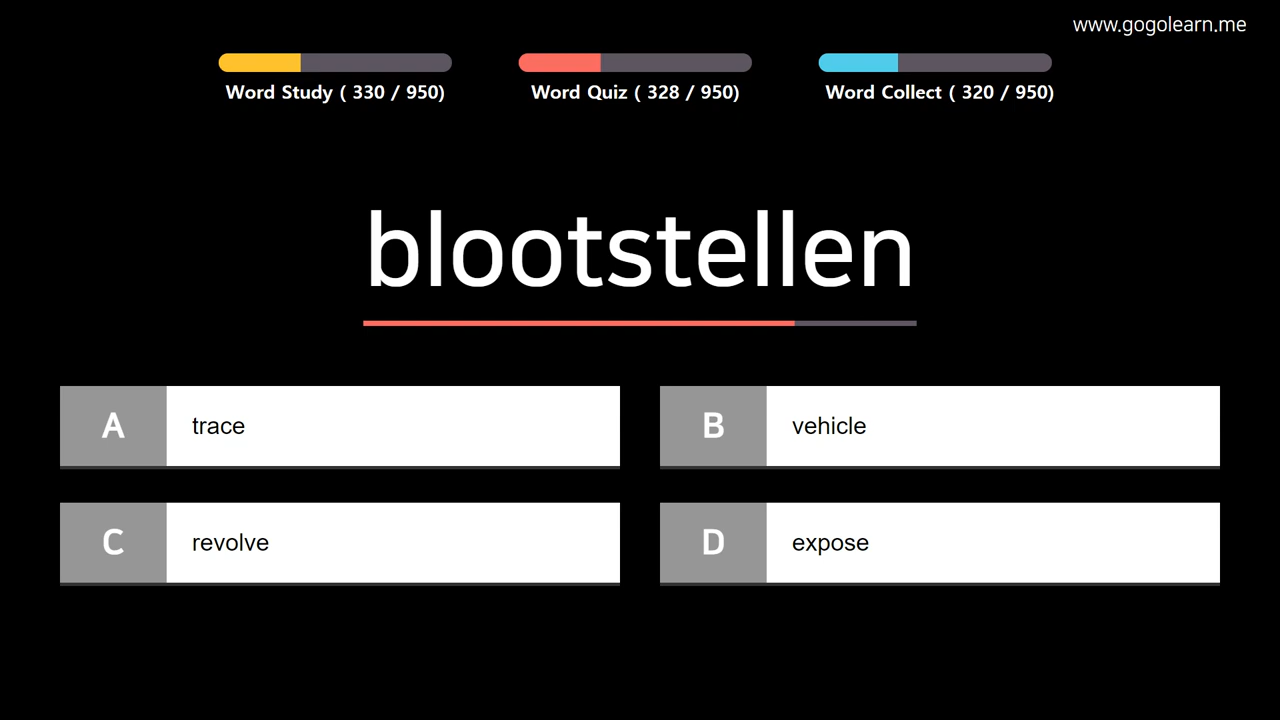 www.gogolearn.me
Word Study ( 330 / 950)
Word Quiz ( 328 / 950)
Word Collect ( 320 / 950)
blootstellen
A trace
B vehicle
C revolve
D expose